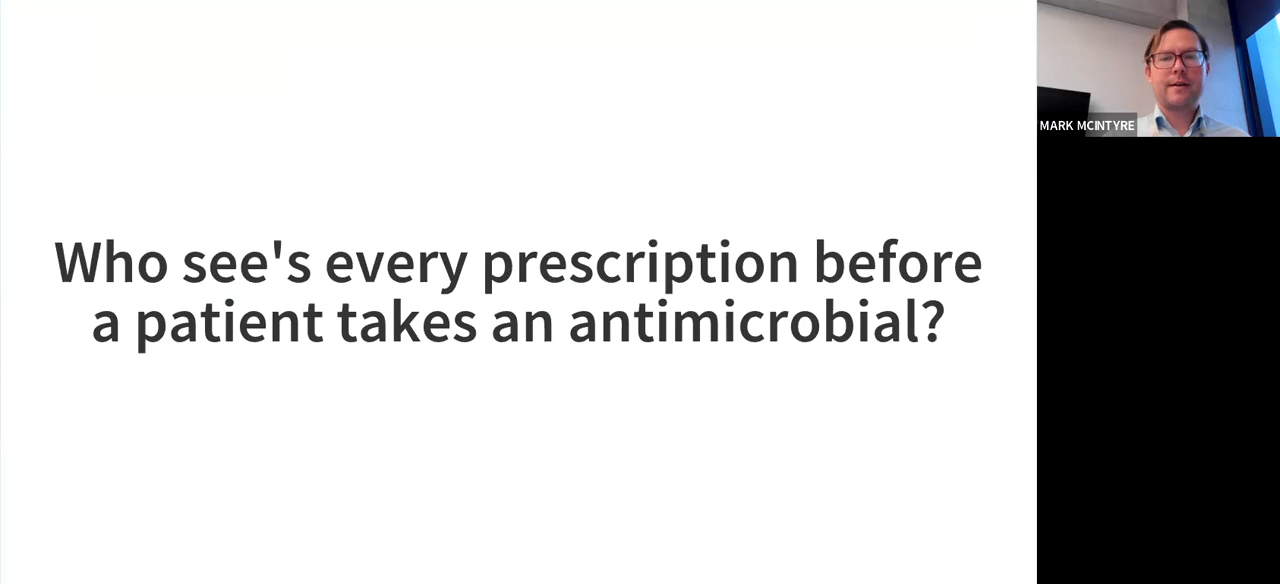 Who see's every prescription before
a patient takes an antimicrobial?
MARK MCINTYRE